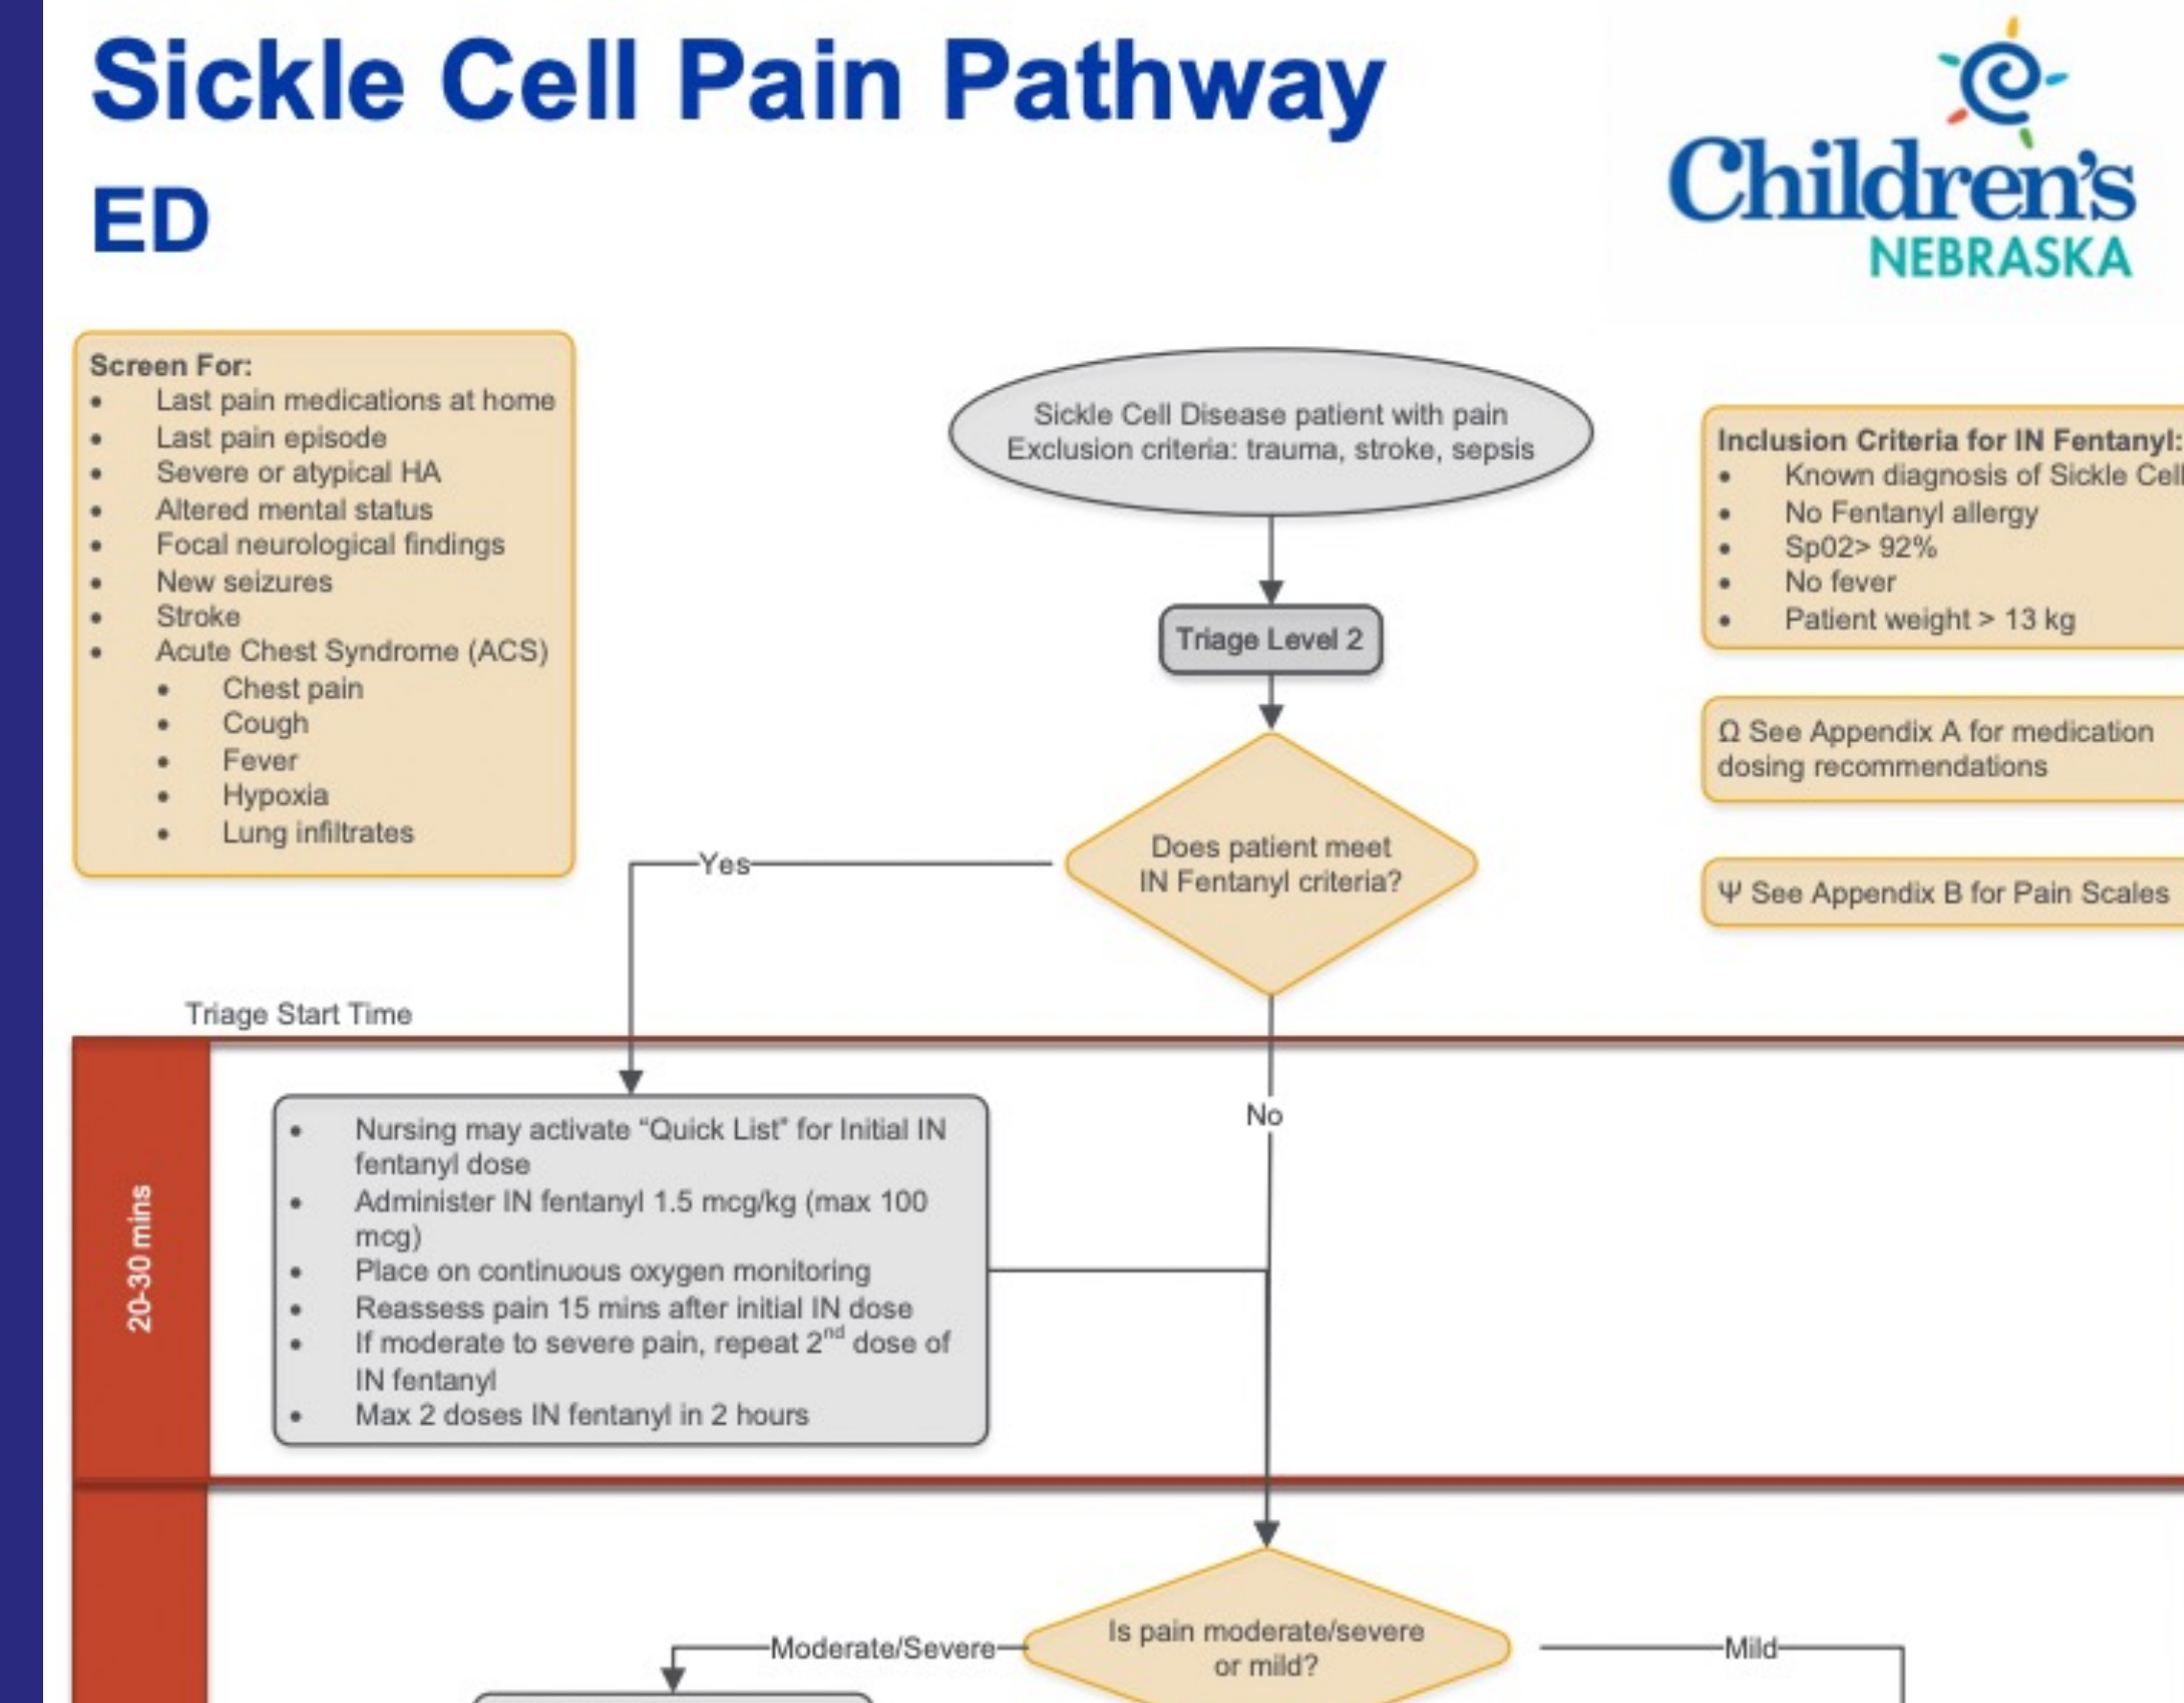 Sickle Cell Pain Pathway
ED
Children's
NEBRASKA
Screen For:
• Last pain medications at home
• Last pain episode
• Severe or atypical HA
• Altered mental status
• Focal neurological findings
• New seizures
• Stroke
• Acute Chest Syndrome (ACS)
• Chest pain
• Cough
• Fever
• Hypoxia
• Lung infiltrates
Sickle Cell Disease patient with pain
Exclusion criteria: trauma, stroke, sepsis
Inclusion Criteria for IN Fentanyl:
• Known diagnosis of Sickle Cell
• No Fentanyl allergy
• Sp02> 92%
• No fever
• Patient weight > 13 kg
Triage Level 2
Ω See Appendix A for medication
dosing recommendations
Does patient meet
IN Fentanyl criteria?
Yes
Ψ See Appendix B for Pain Scales
Triage Start Time
No
20-30 mins
• Nursing may activate “Quick List” for Initial IN
fentanyl dose
• Administer IN fentanyl 1.5 mcg/kg (max 100
mcg)
• Place on continuous oxygen monitoring
• Reassess pain 15 mins after initial IN dose
• If moderate to severe pain, repeat 2nd dose of
IN fentanyl
• Max 2 doses IN fentanyl in 2 hours
Is pain moderate/severe
or mild?
Moderate/Severe
Mild